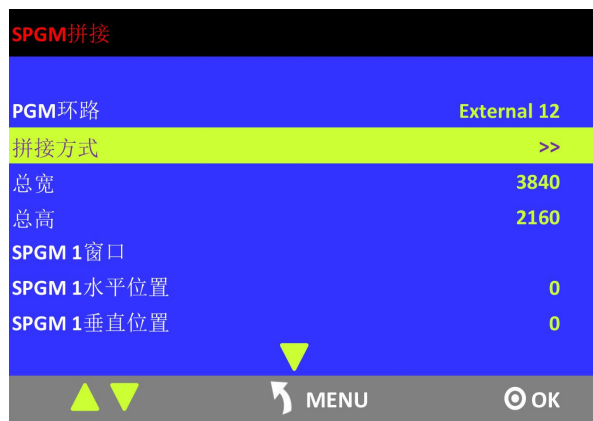 SPGM拼接
PGM环路 External 12
拼接方式 >>
总宽 3840
总高 2160
SPGM 1窗口
SPGM 1水平位置 0
SPGM 1垂直位置 0
MENU OK